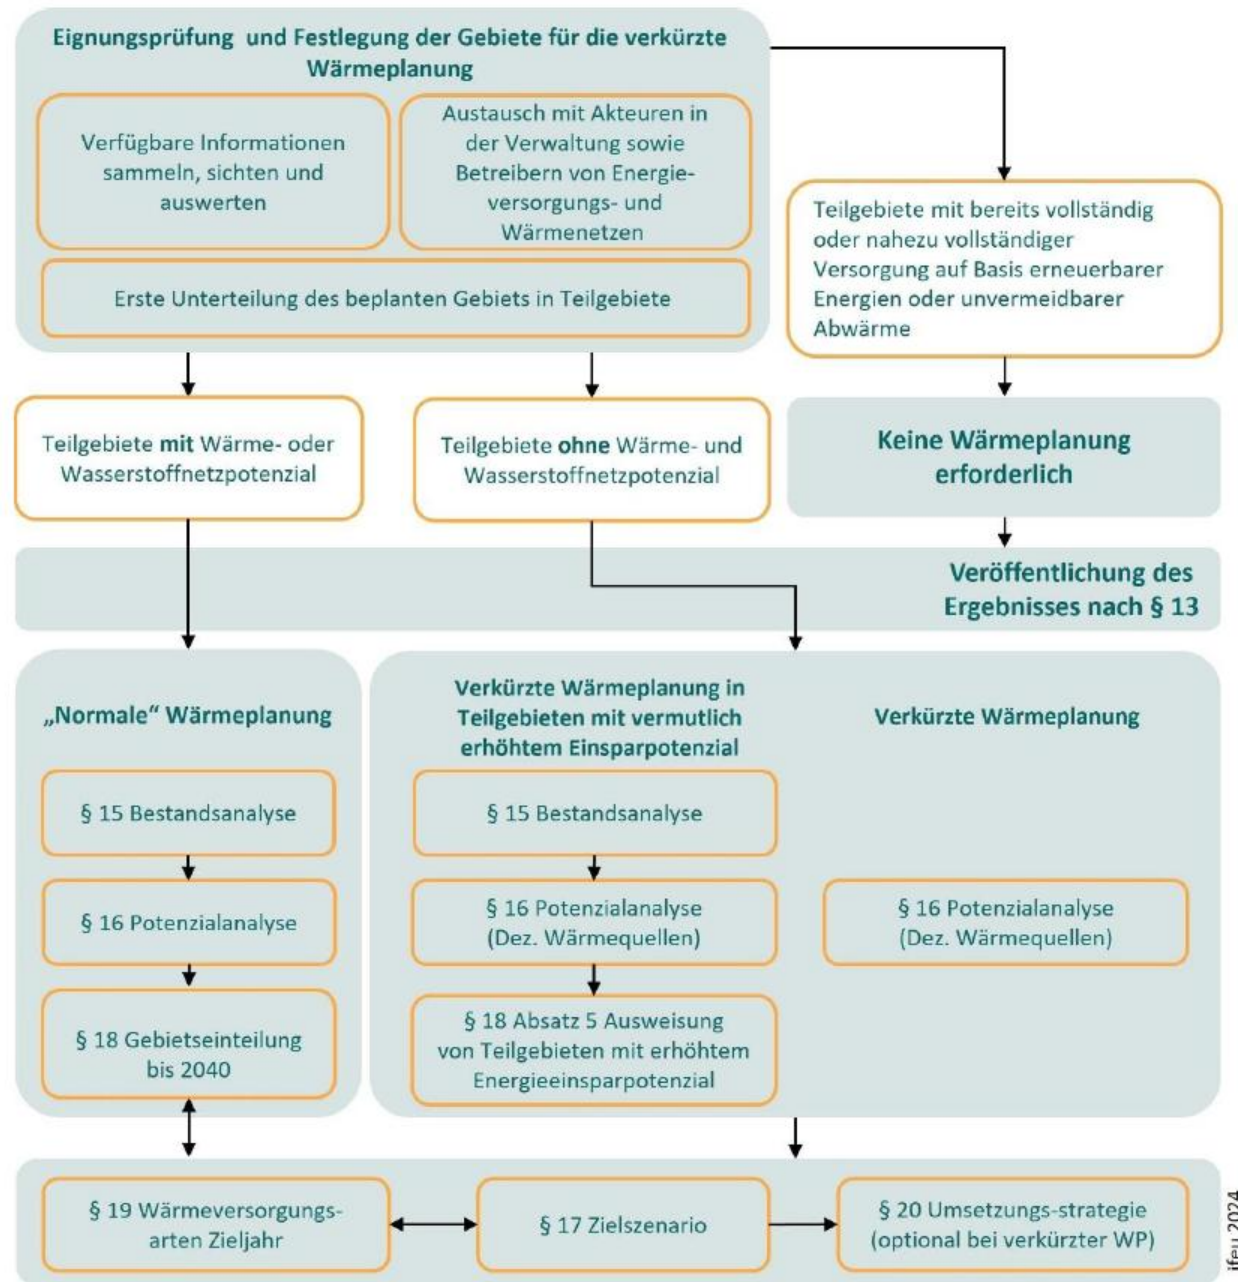 Eignungsprüfung und Festlegung der Gebiete für die verkürzte
Wärmeplanung
Verfügbare Informationen
sammeln, sichten und
auswerten
Austausch mit Akteuren in
der Verwaltung sowie
Betreibern von Energie-
versorgungs- und
Wärmenetzen
Erste Unterteilung des beplanten Gebiets in Teilgebiete
Teilgebiete mit bereits vollständig
oder nahezu vollständiger
Versorgung auf Basis erneuerbarer
Energien oder unvermeidbarer
Abwärme
Teilgebiete mit Wärme- oder
Wasserstoffnetzpotenzial
Teilgebiete ohne Wärme- und
Wasserstoffnetzpotenzial
Keine Wärmeplanung
erforderlich
Veröffentlichung des
Ergebnisses nach § 13
„Normale“ Wärmeplanung
§ 15 Bestandsanalyse
§ 16 Potenzialanalyse
§ 18 Gebietseinteilung
bis 2040
Verkürzte Wärmeplanung in
Teilgebieten mit vermutlich
erhöhtem Einsparpotenzial
§ 15 Bestandsanalyse
§ 16 Potenzialanalyse
(Dez. Wärmequellen)
§ 18 Absatz 5 Ausweisung
von Teilgebieten mit erhöhtem
Energieeinsparpotenzial
Verkürzte Wärmeplanung
§ 16 Potenzialanalyse
(Dez. Wärmequellen)
§ 19 Wärmeversorgungs-
arten Zieljahr
§ 17 Zielszenario
§ 20 Umsetzungs-strategie
(optional bei verkürzter WP)
ifeu 2024